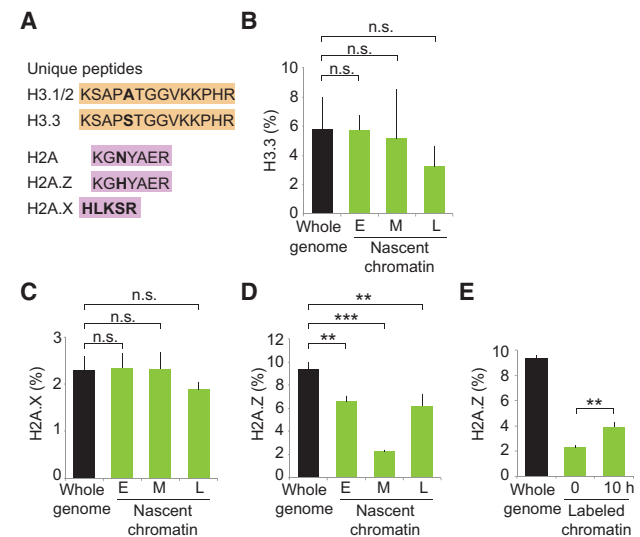 A
Unique peptides
H3.1/2 KSAPATGGVKKPHR
H3.3 KSAPSTGGVKKPHR
H2A KGNYAER
H2A.Z KGHYAER
H2A.X HLKSR
B
n.s.
n.s.
n.s.
10
8
6
4
2
0
H3.3 (%)
Whole genome
E M L
Nascent
chromatin
C
n.s.
n.s.
n.s.
3
2
1
0
H2A.X (%)
Whole genome
E M L
Nascent
chromatin
D
**
***
**
12
10
8
6
4
2
0
H2A.Z (%)
Whole genome
E M L
Nascent
chromatin
E
**
10
8
6
4
2
0
H2A.Z (%)
Whole genome
0 10 h
Labeled
chromatin